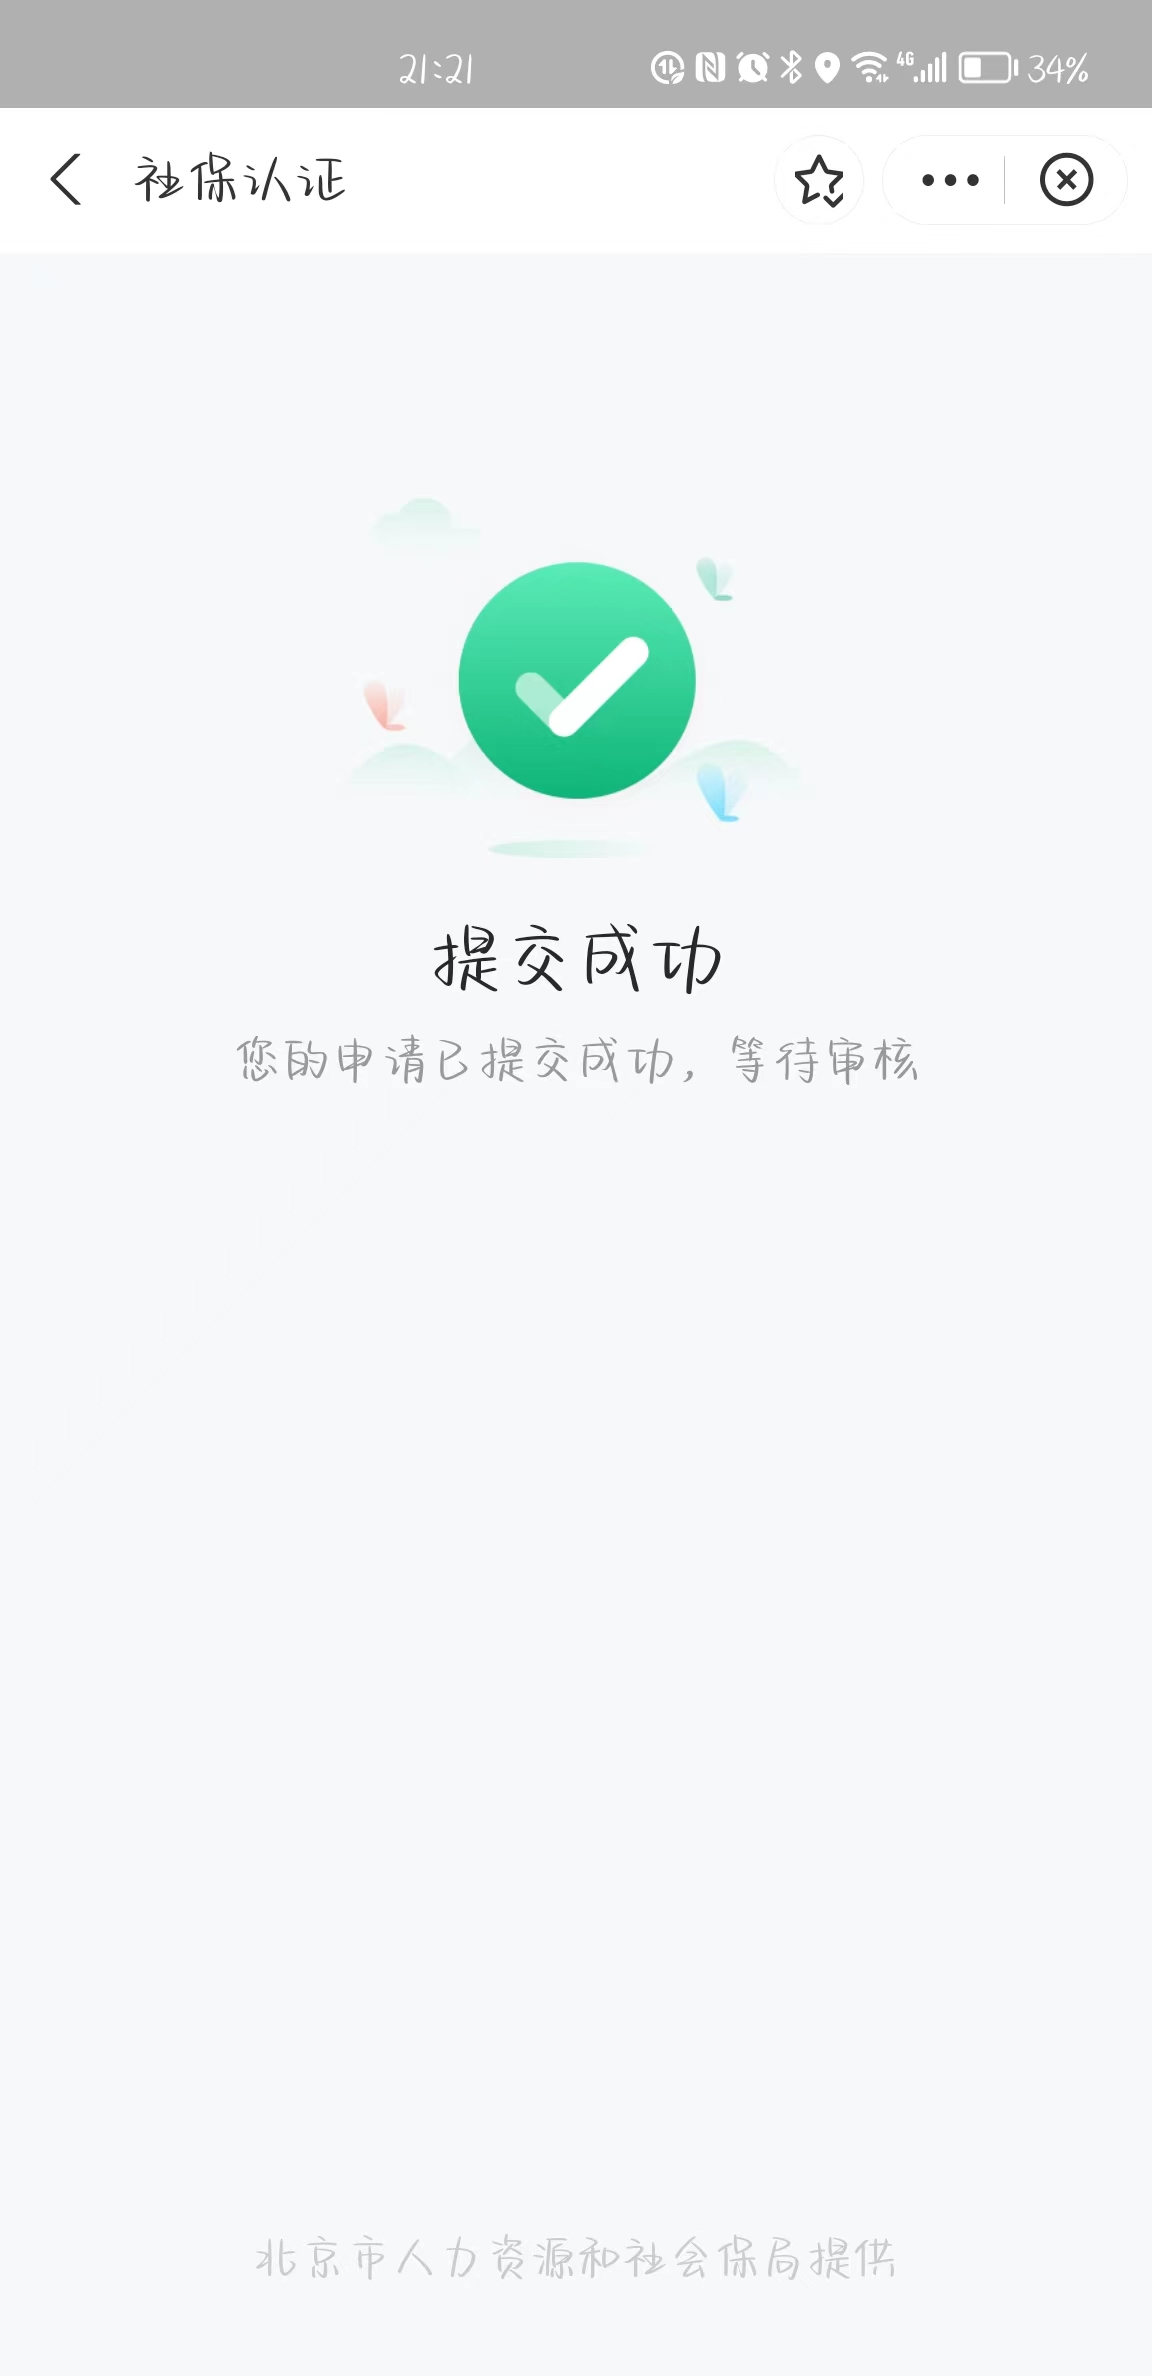 21:21 4G 34%
社保认证
提交成功
您的申请已提交成功，等待审核
北京市人力资源和社会保局提供